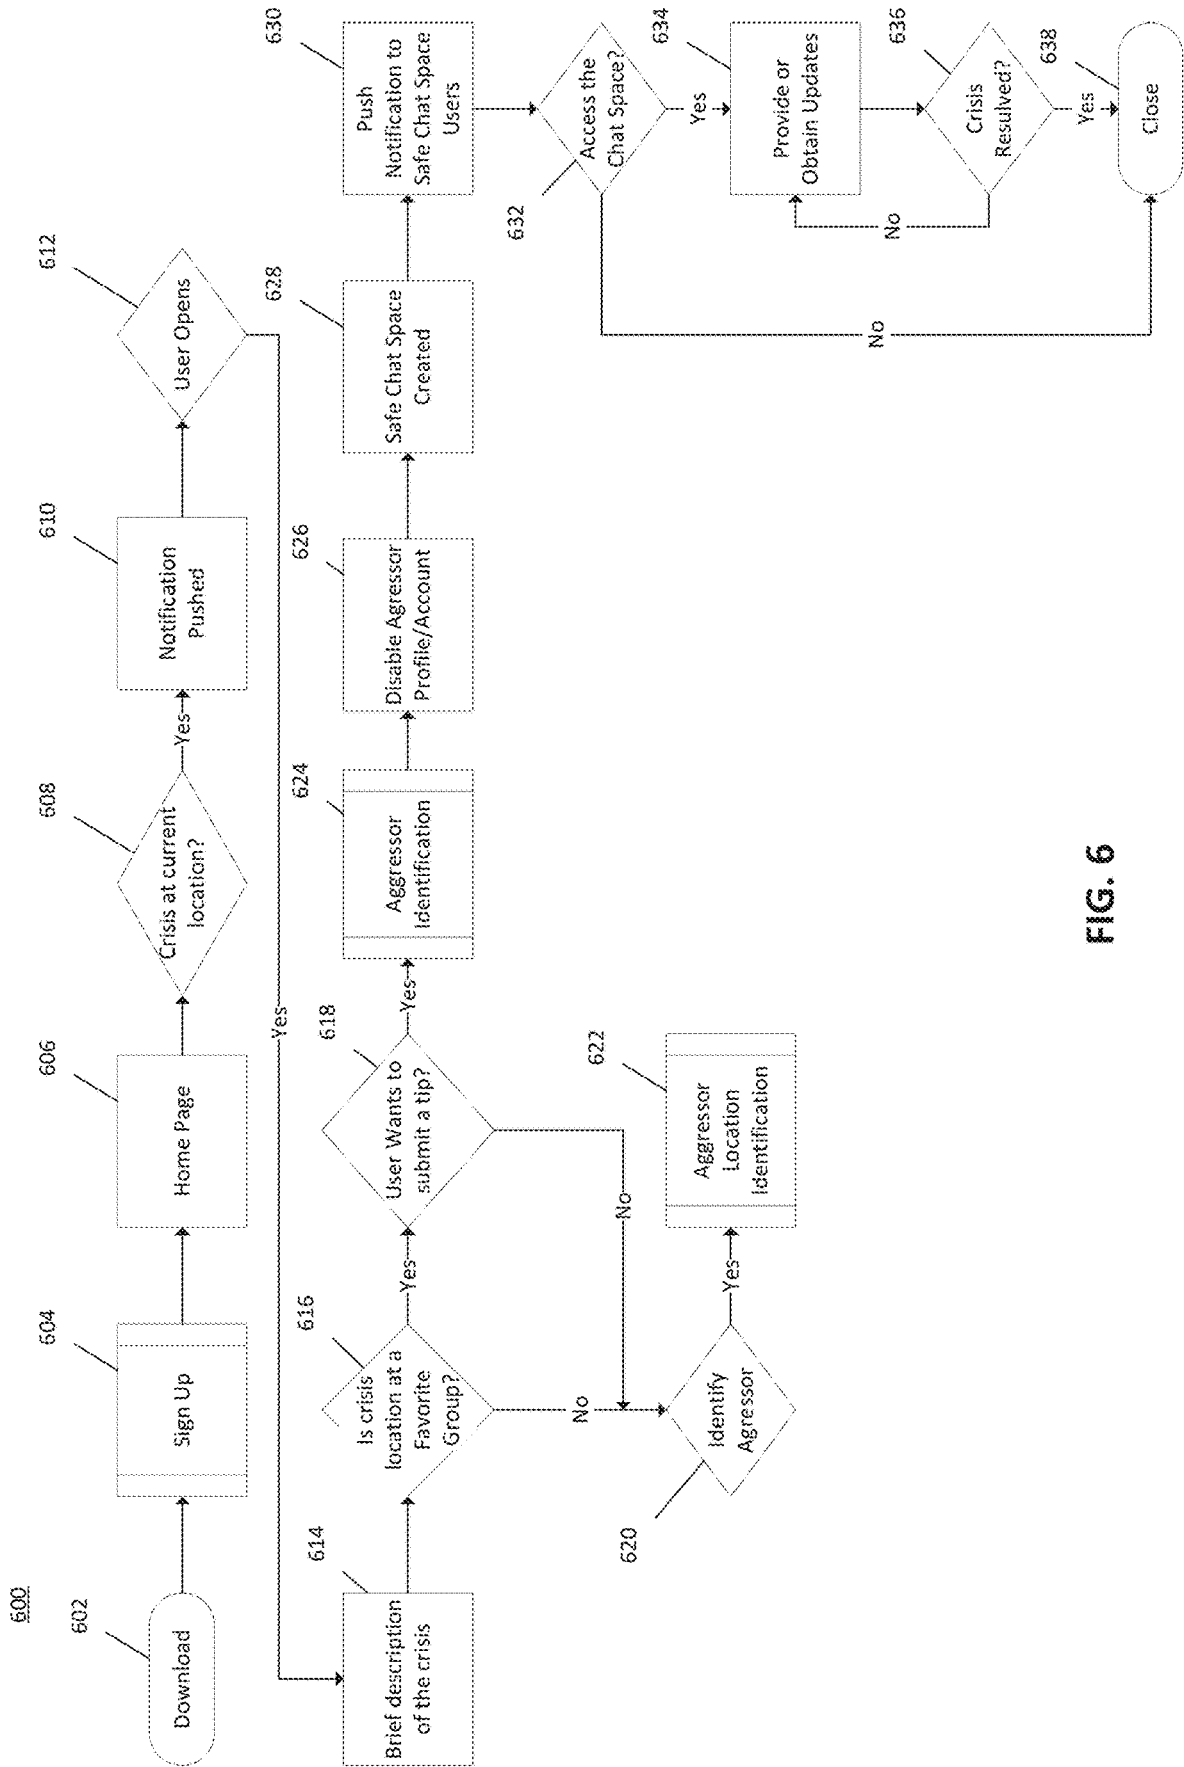 600
602
Download
604
Sign Up
606
Home Page
608
Crisis at current
location?
Yes
610
Notification
Pushed
612
User Opens
Yes
614
Brief description
of the crisis
616
Is crisis
location at a
Favorite
Group?
Yes
No
618
User Wants to
submit a tip?
Yes
No
620
Identify
Agressor
Yes
622
Aggressor
Location
Identification
624
Aggressor
Identification
626
Disable Agressor
Profile/Account
628
Safe Chat Space
Created
630
Push
Notification to
Safe Chat Space
Users
632
Access the
Chat Space?
Yes
No
634
Provide or
Obtain Updates
636
Crisis
Resulved?
No
Yes
638
Close
FIG. 6